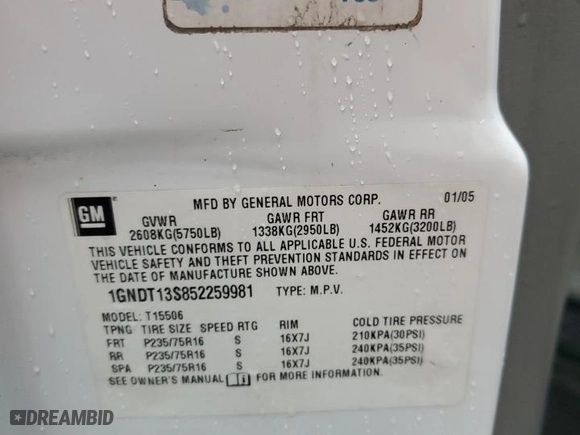 MFD BY GENERAL MOTORS CORP. 01/05
GM
GVWR GAWR FRT GAWR RR
2608KG(5750LB) 1338KG(2950LB) 1452KG(3200LB)
THIS VEHICLE CONFORMS TO ALL APPLICABLE U.S. FEDERAL MOTOR
VEHICLE SAFETY AND THEFT PREVENTION STANDARDS IN EFFECT ON
THE DATE OF MANUFACTURE SHOWN ABOVE.
1GNDT13S852259981 TYPE: M.P.V.
MODEL: T15506
TPNG TIRE SIZE SPEED RTG RIM COLD TIRE PRESSURE
FRT P235/75R16 S 16X7J 210KPA(30PSI)
RR P235/75R16 S 16X7J 240KPA(35PSI)
SPA P235/75R16 S 16X7J 240KPA(35PSI)
SEE OWNER'S MANUAL FOR MORE INFORMATION.
DREAMBID